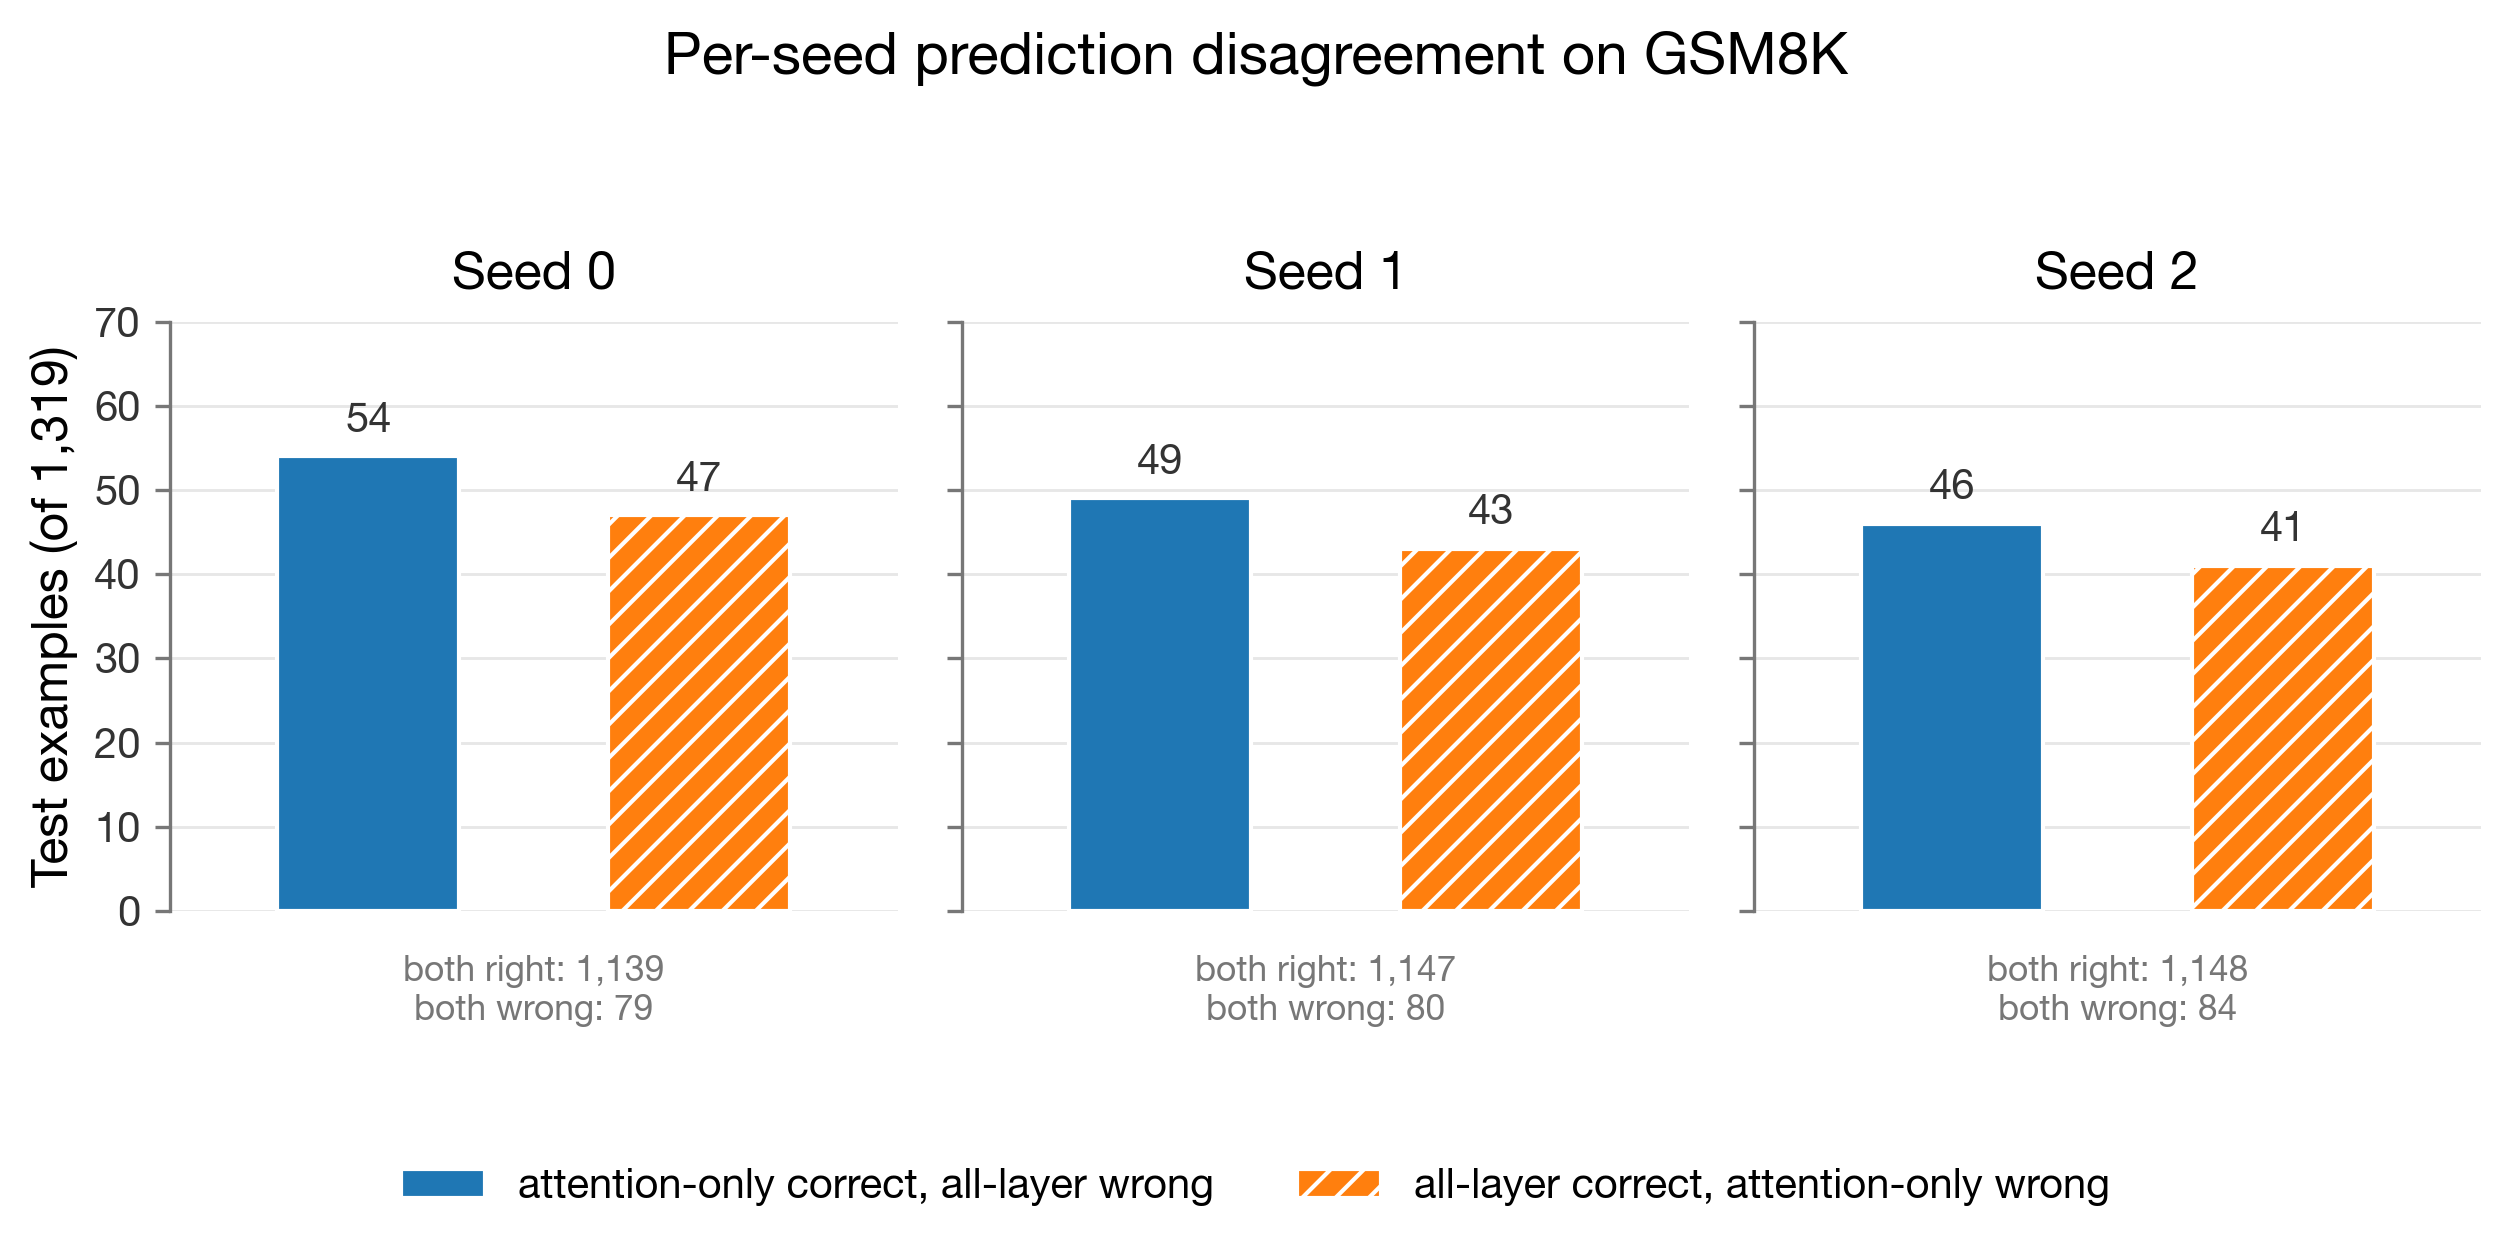 Per-seed prediction disagreement on GSM8K
Seed 0
Seed 1
Seed 2
Test examples (of 1,319)
70
60
50
40
30
20
10
0
54
47
49
43
46
41
both right: 1,139
both wrong: 79
both right: 1,147
both wrong: 80
both right: 1,148
both wrong: 84
attention-only correct, all-layer wrong
all-layer correct, attention-only wrong